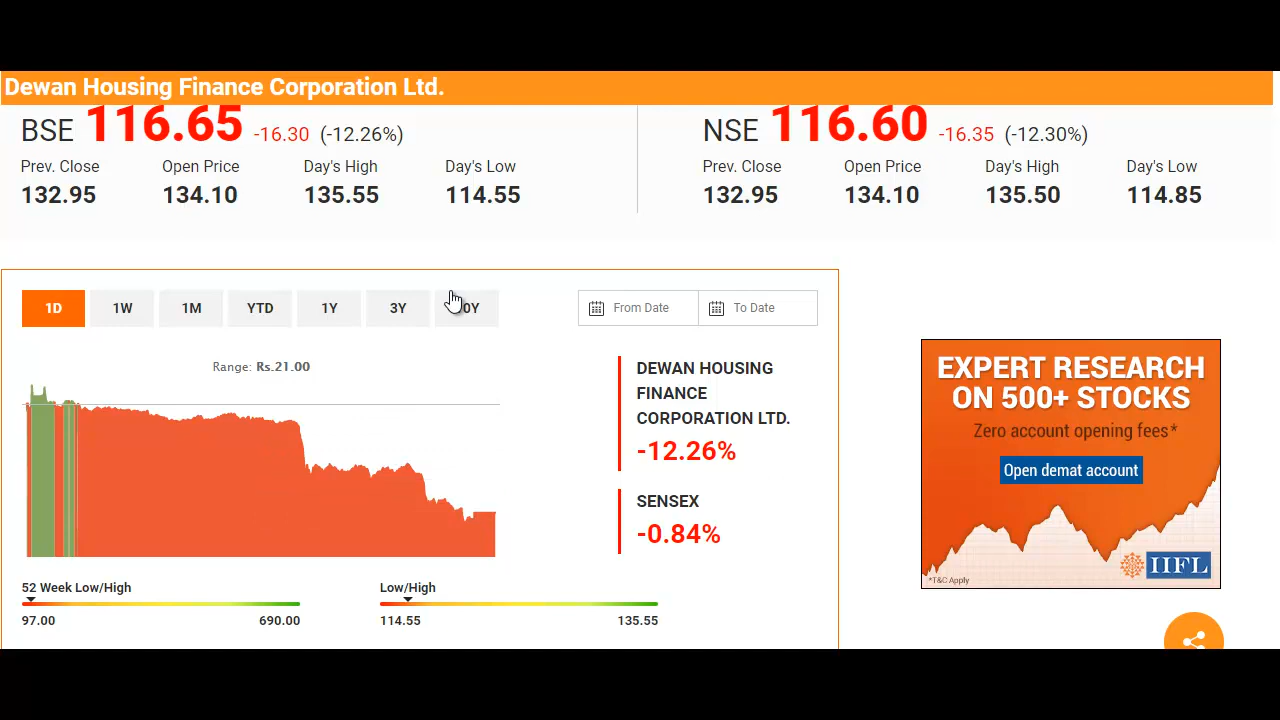 Dewan Housing Finance Corporation Ltd.
BSE 116.65 -16.30 (-12.26%)
Prev. Close Open Price Day's High Day's Low
132.95 134.10 135.55 114.55
NSE 116.60 -16.35 (-12.30%)
Prev. Close Open Price Day's High Day's Low
132.95 134.10 135.50 114.85
1D 1W 1M YTD 1Y 3Y 0Y
From Date To Date
Range: Rs.21.00
DEWAN HOUSING
FINANCE
CORPORATION LTD.
-12.26%
SENSEX
-0.84%
52 Week Low/High
97.00 690.00
Low/High
114.55 135.55
EXPERT RESEARCH
ON 500+ STOCKS
Zero account opening fees*
Open demat account
*T&C Apply
IIFL